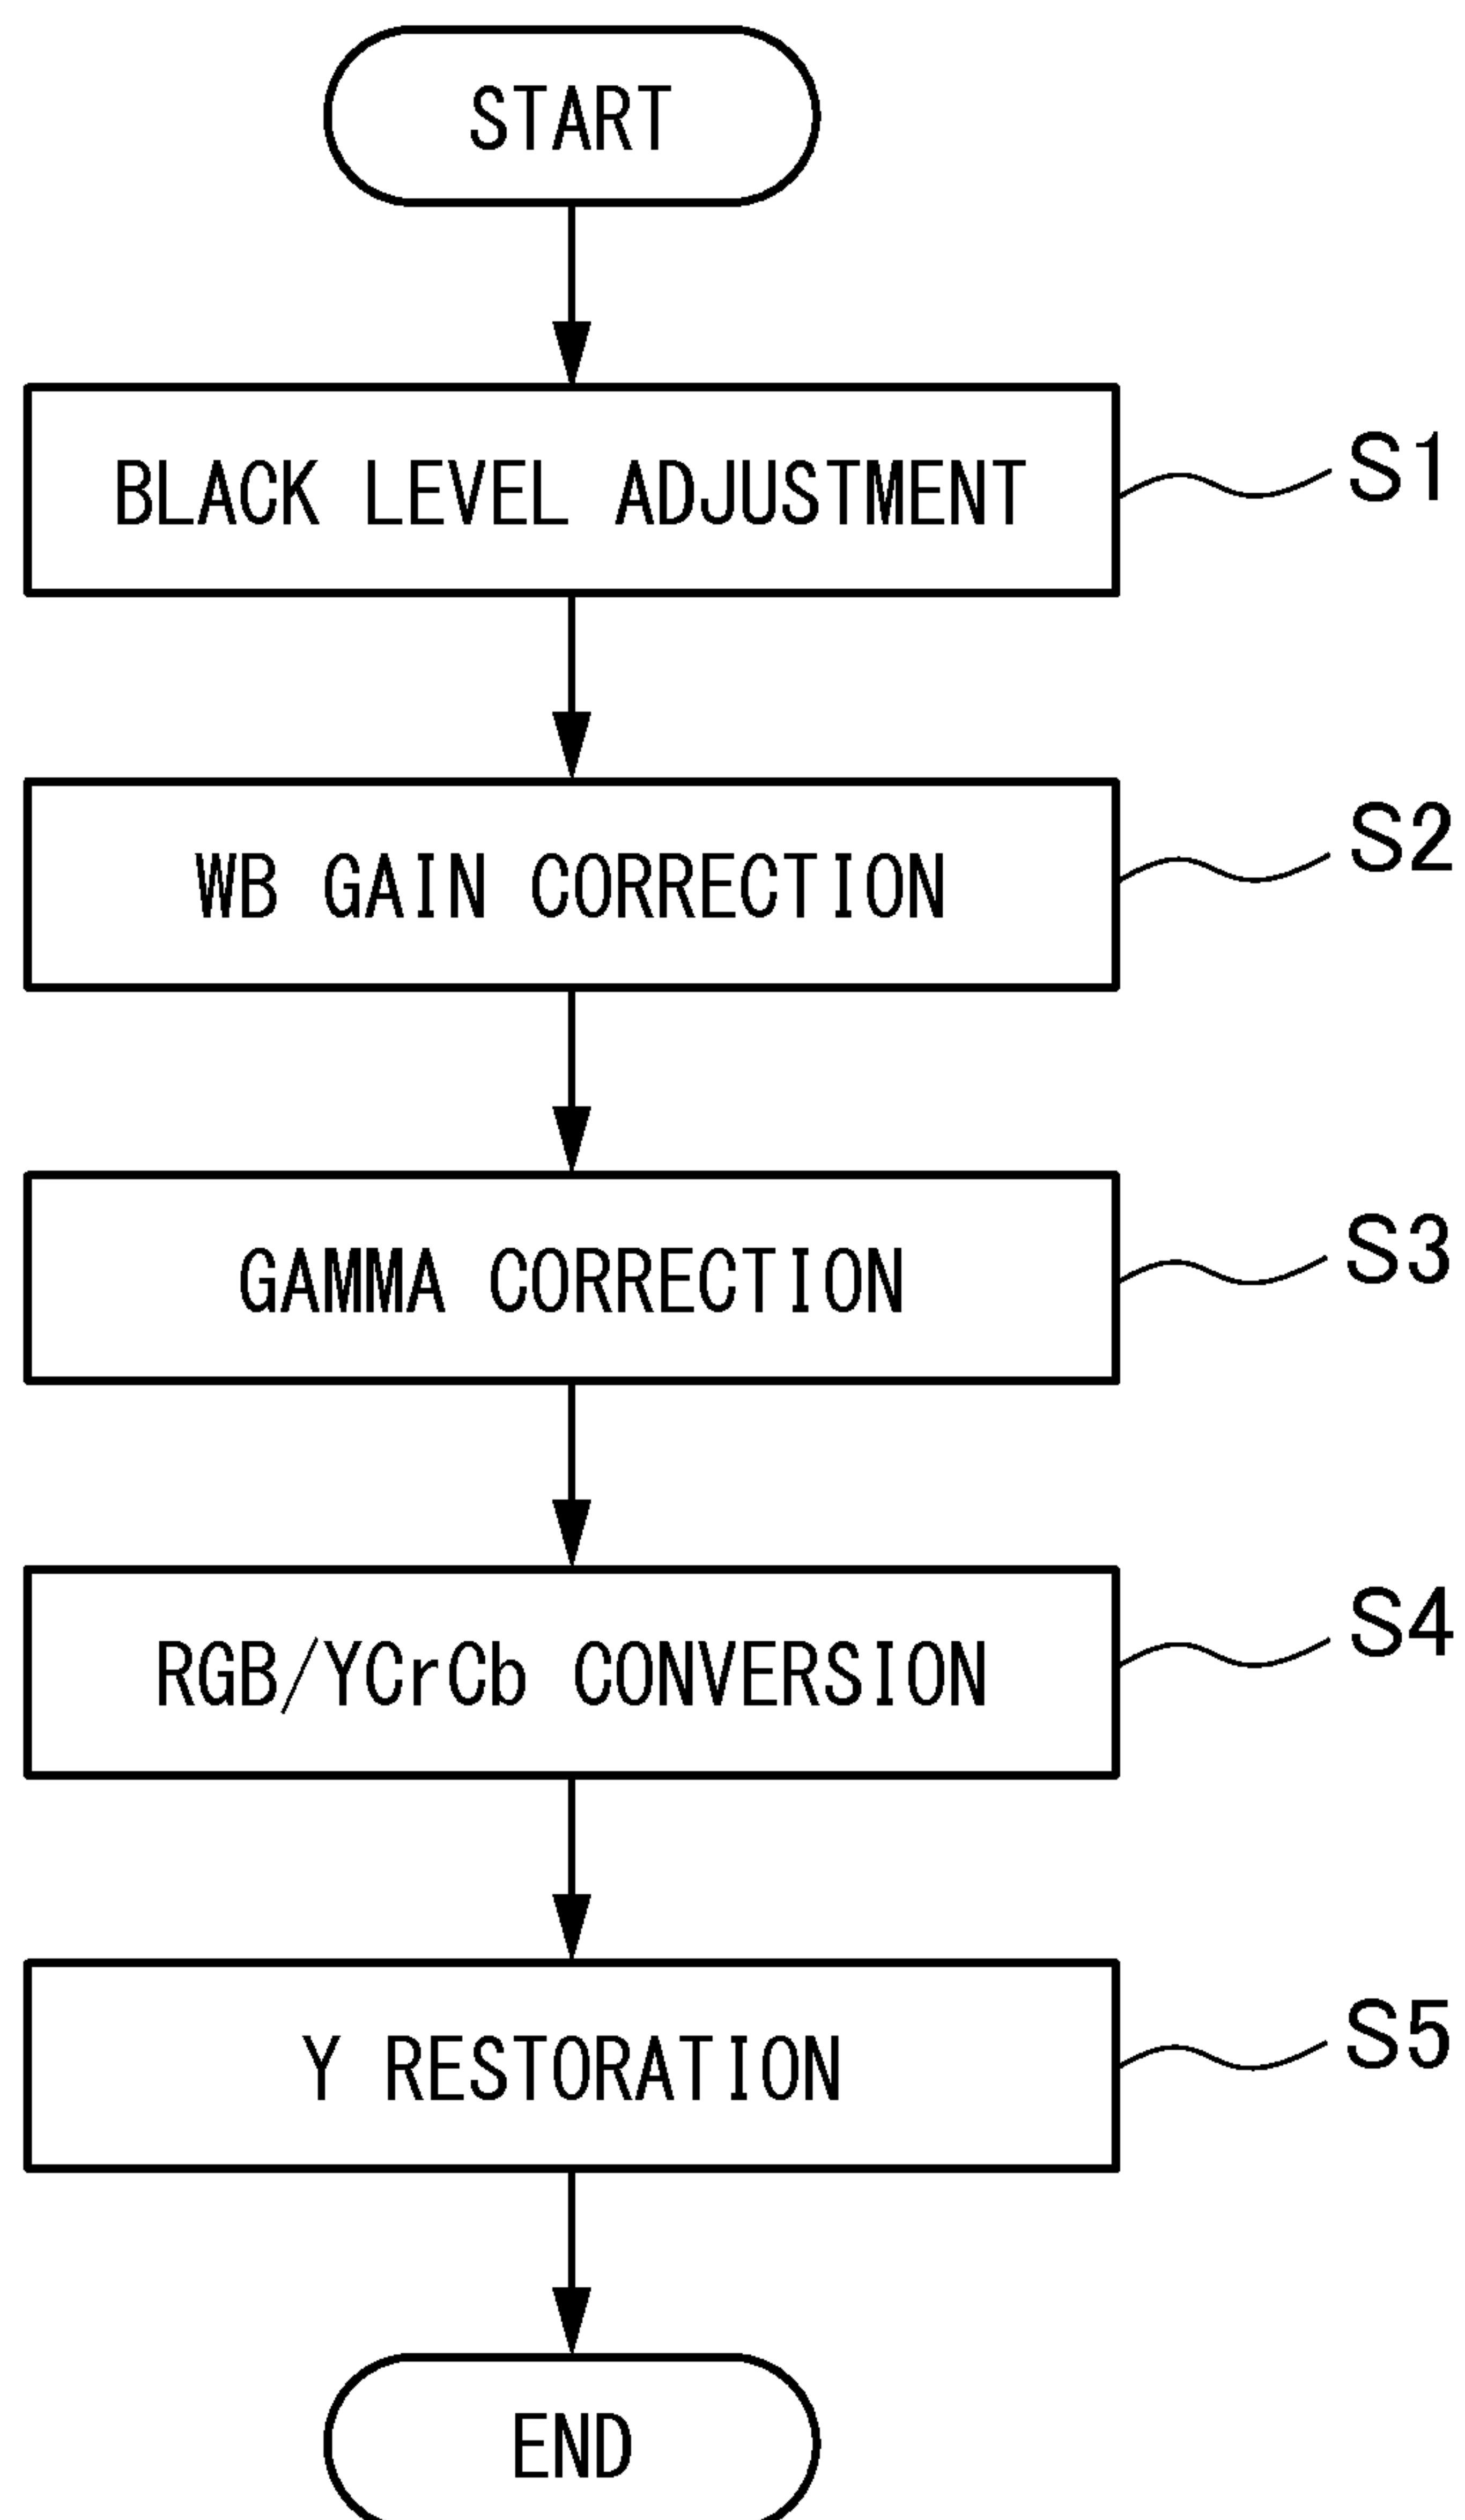 START
BLACK LEVEL ADJUSTMENT
S1
WB GAIN CORRECTION
S2
GAMMA CORRECTION
S3
RGB/YCrCb CONVERSION
S4
Y RESTORATION
S5
END